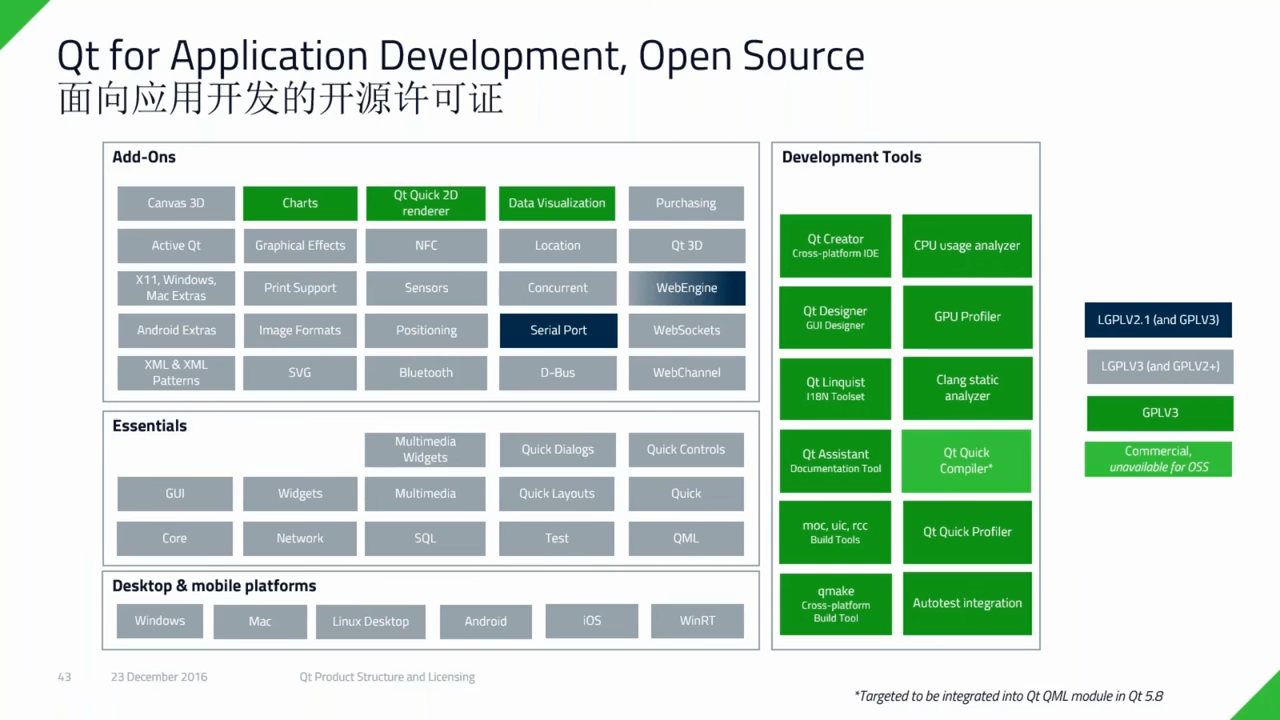 Qt for Application Development, Open Source
面向应用开发的开源许可证
Add-Ons
Canvas 3D
Charts
Qt Quick 2D
renderer
Data Visualization
Purchasing
Active Qt
Graphical Effects
NFC
Location
Qt 3D
X11, Windows,
Mac Extras
Print Support
Sensors
Concurrent
WebEngine
Android Extras
Image Formats
Positioning
Serial Port
WebSockets
XML & XML
Patterns
SVG
Bluetooth
D-Bus
WebChannel
Essentials
Multimedia
Widgets
Quick Dialogs
Quick Controls
GUI
Widgets
Multimedia
Quick Layouts
Quick
Core
Network
SQL
Test
QML
Desktop & mobile platforms
Windows
Mac
Linux Desktop
Android
iOS
WinRT
Development Tools
Qt Creator
Cross-platform IDE
CPU usage analyzer
Qt Designer
GUI Designer
GPU Profiler
Qt Linquist
I18N Toolset
Clang static
analyzer
Qt Assistant
Documentation Tool
Qt Quick
Compiler*
moc, uic, rcc
Build Tools
Qt Quick Profiler
qmake
Cross-platform
Build Tool
Autotest integration
LGPLV2.1 (and GPLV3)
LGPLV3 (and GPLV2+)
GPLV3
Commercial,
unavailable for OSS
43
23 December 2016
Qt Product Structure and Licensing
*Targeted to be integrated into Qt QML module in Qt 5.8